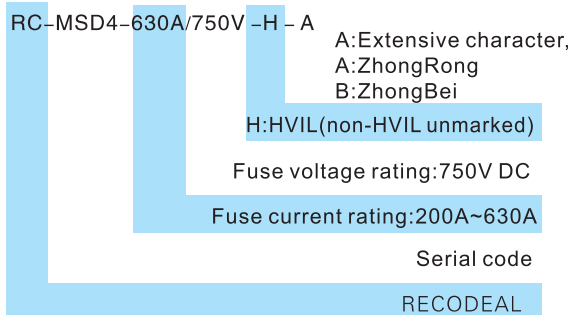 RC-MSD4-630A/750V-H-A
A:Extensive character,
A:ZhongRong
B:ZhongBei
H:HVIL(non-HVIL unmarked)
Fuse voltage rating:750V DC
Fuse current rating:200A~630A
Serial code
RECODEAL